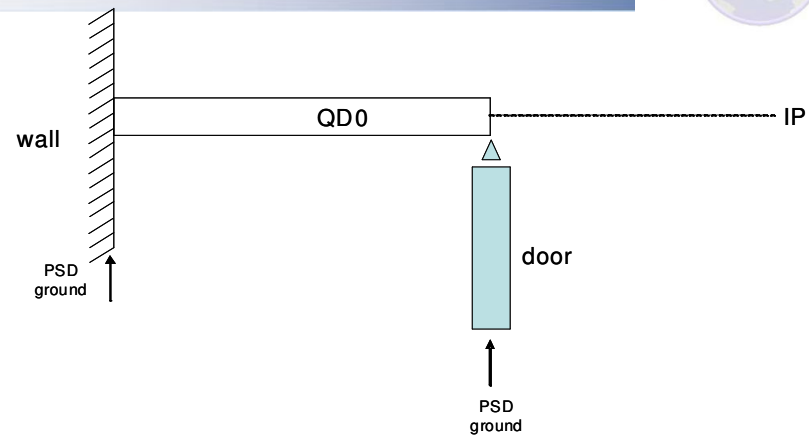 QD0
IP
wall
door
PSD
ground
PSD
ground